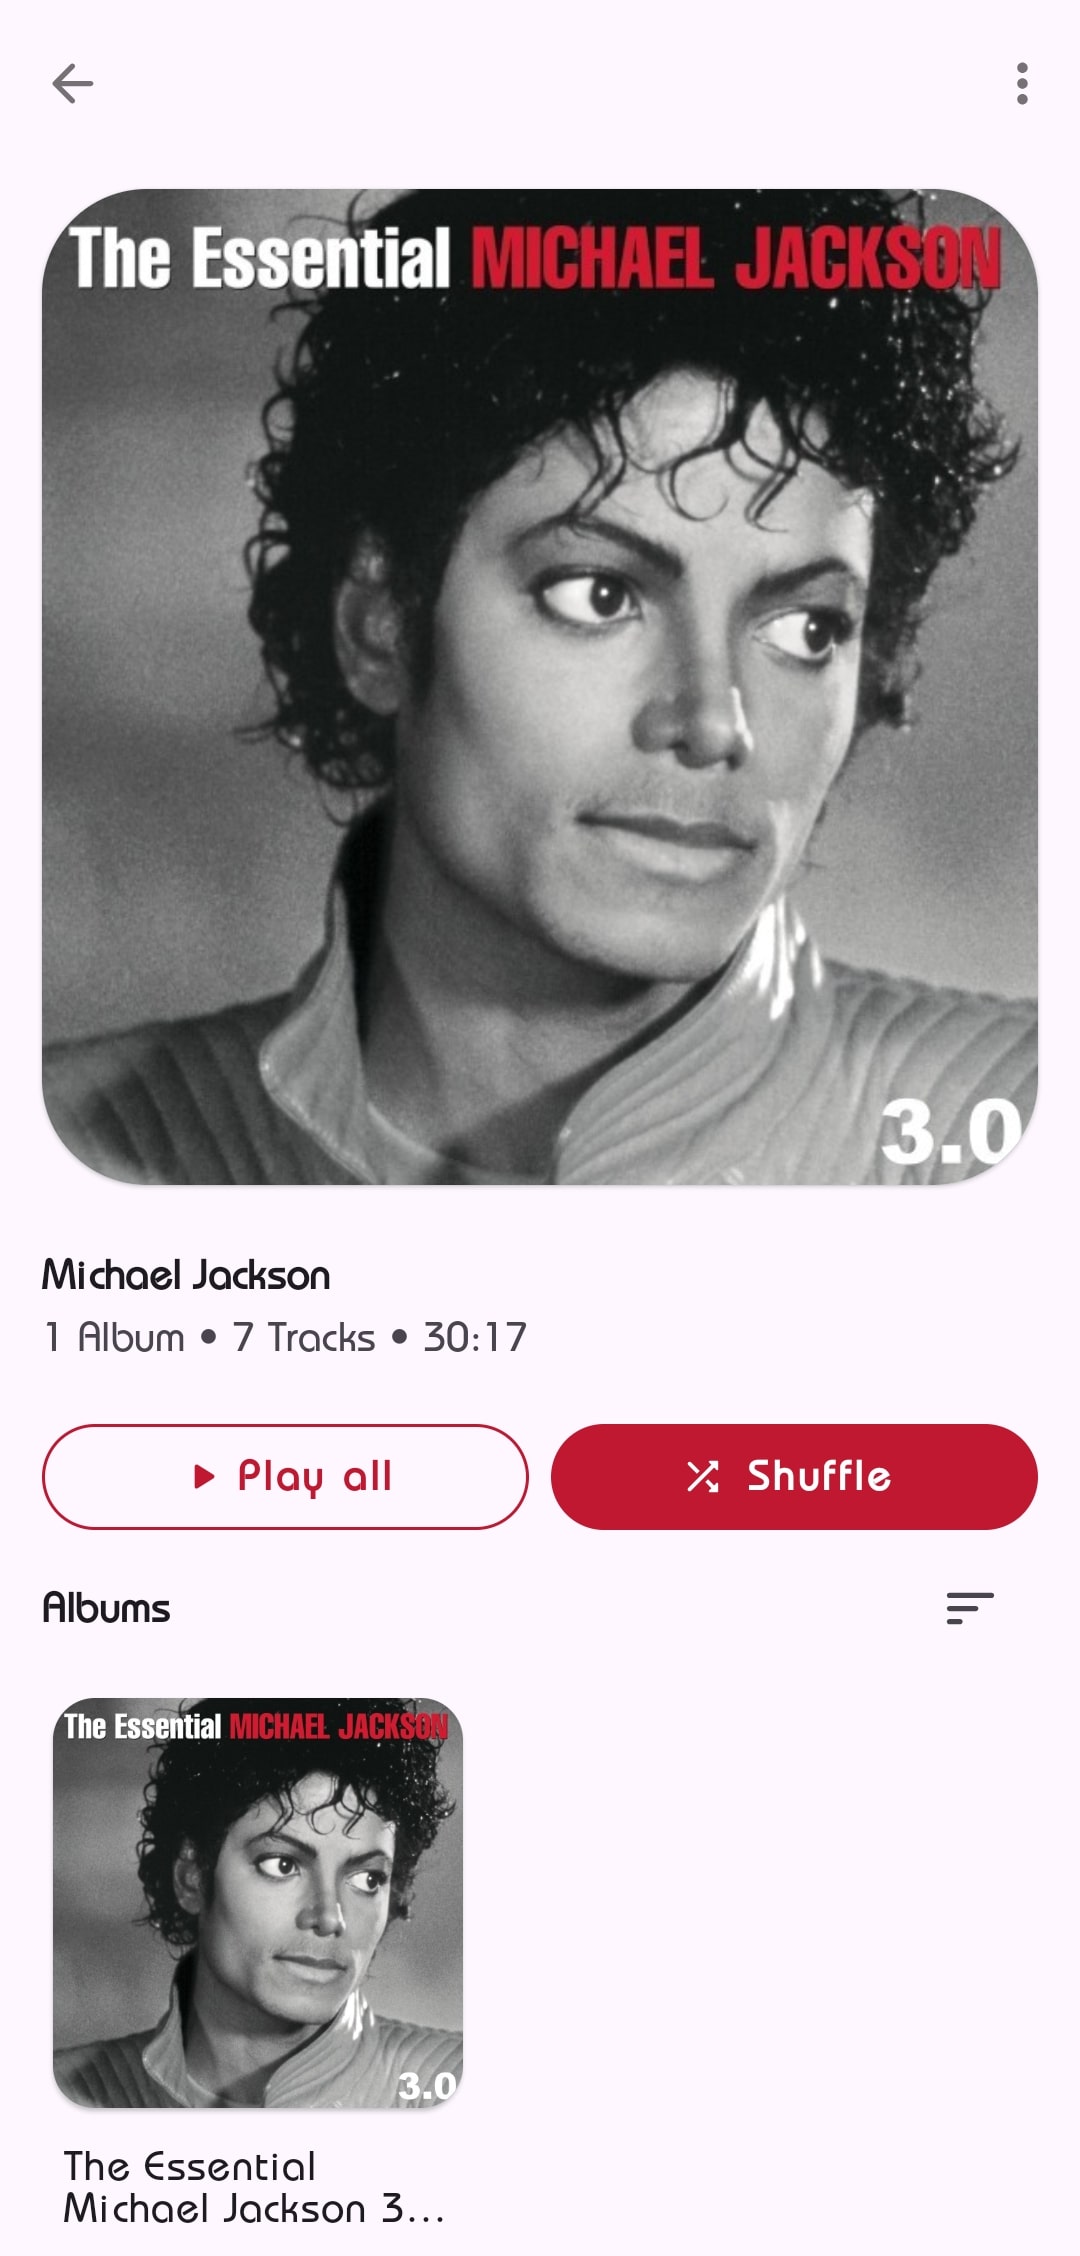 The Essential MICHAEL JACKSON
3.0
Michael Jackson
1 Album • 7 Tracks • 30:17
Play all
Shuffle
Albums
The Essential MICHAEL JACKSON
3.0
The Essential
Michael Jackson 3...